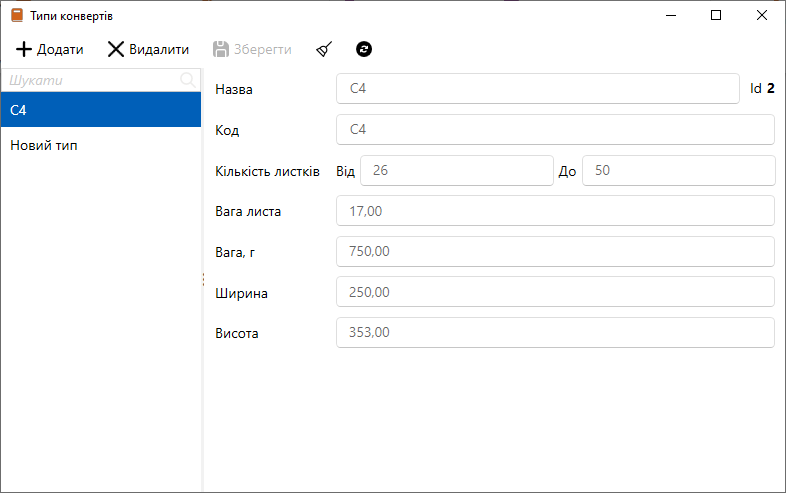 Типи конвертів
Додати Видалити Зберегти
Шукати
C4
Новий тип
Назва C4 Id 2
Код C4
Кількість листків Від 26 До 50
Вага листа 17,00
Вага, г 750,00
Ширина 250,00
Висота 353,00